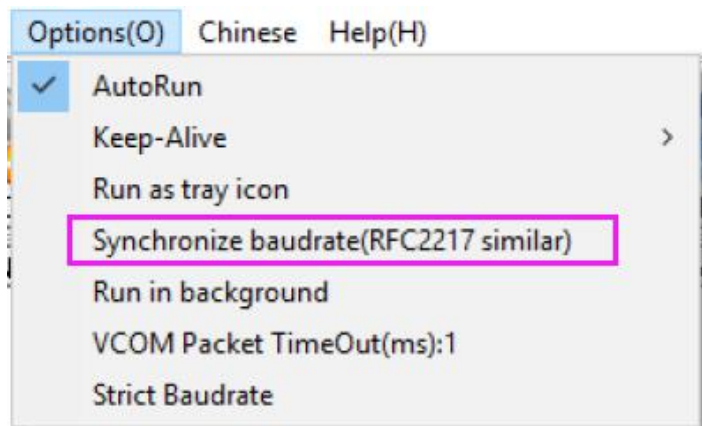 Options(O) Chinese Help(H)
AutoRun
Keep-Alive
Run as tray icon
Synchronize baudrate(RFC2217 similar)
Run in background
VCOM Packet TimeOut(ms):1
Strict Baudrate